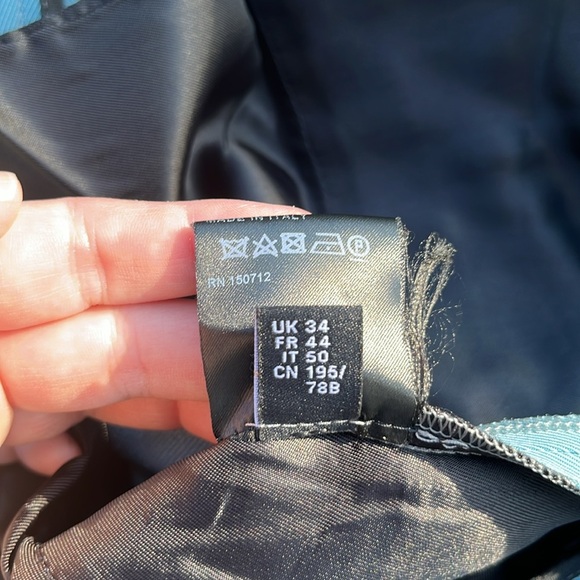 MADE IN ITALY
RN 150712
UK 34
FR 44
IT 50
CN 195/
78B